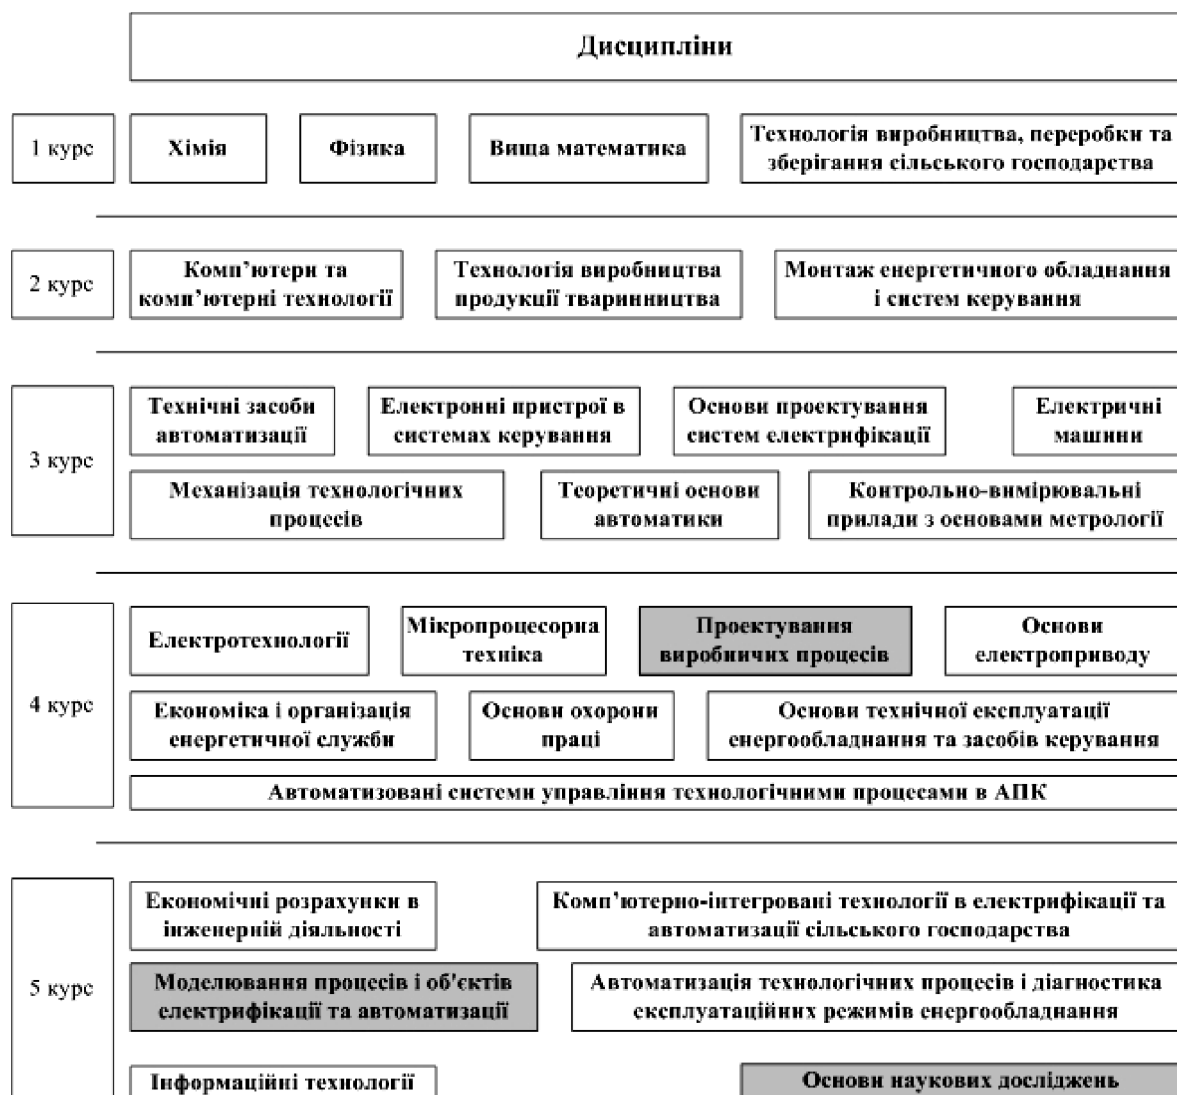 Дисципліни
1 курс
Хімія
Фізика
Вища математика
Технологія виробництва, переробки та
зберігання сільського господарства
2 курс
Комп’ютери та
комп’ютерні технології
Технологія виробництва
продукції тваринництва
Монтаж енергетичного обладнання
і систем керування
3 курс
Технічні засоби
автоматизації
Електронні пристрої в
системах керування
Основи проектування
систем електрифікації
Електричні
машини
Механізація технологічних
процесів
Теоретичні основи
автоматики
Контрольно-вимірювальні
прилади з основами метрології
4 курс
Електротехнології
Мікропроцесорна
техніка
Проектування
виробничих процесів
Основи
електроприводу
Економіка і організація
енергетичної служби
Основи охорони
праці
Основи технічної експлуатації
енергообладнання та засобів керування
Автоматизовані системи управління технологічними процесами в АПК
5 курс
Економічні розрахунки в
інженерній діяльності
Комп’ютерно-інтегровані технології в електрифікації та
автоматизації сільського господарства
Моделювання процесів і об'єктів
електрифікації та автоматизації
Автоматизація технологічних процесів і діагностика
експлуатаційних режимів енергообладнання
Інформаційні технології
Основи наукових досліджень